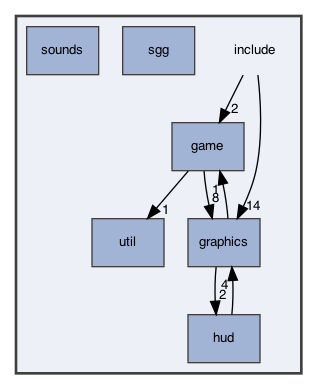 sounds
sgg
include
2
game
1
8
1
14
util
graphics
4
2
hud